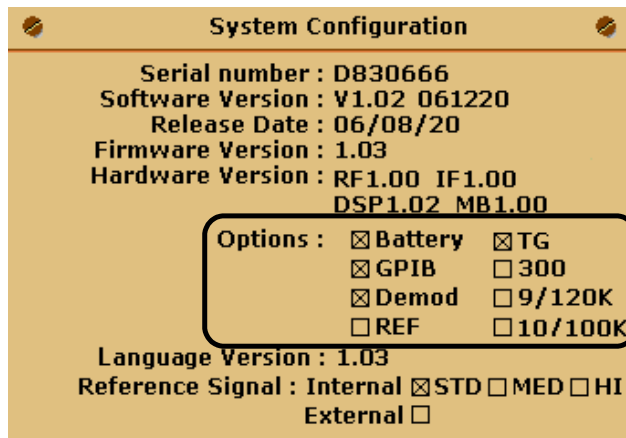 System Configuration
Serial number : D830666
Software Version : V1.02 061220
Release Date : 06/08/20
Firmware Version : 1.03
Hardware Version : RF1.00 IF1.00
DSP1.02 MB1.00
Options : ☒Battery ☒TG
☒GPIB ☐300
☒Demod ☐9/120K
☐REF ☐10/100K
Language Version : 1.03
Reference Signal : Internal ☒STD ☐MED ☐HI
External ☐